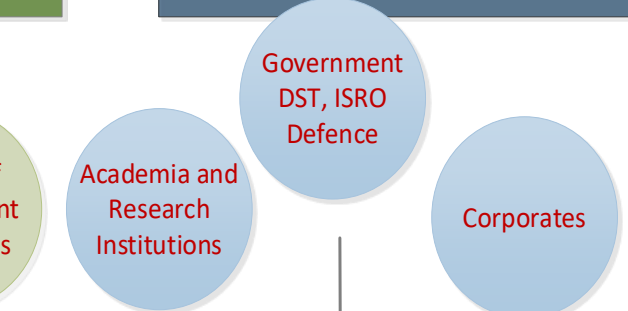 Government
DST, ISRO
Defence
Academia and
Research
Institutions
Corporates